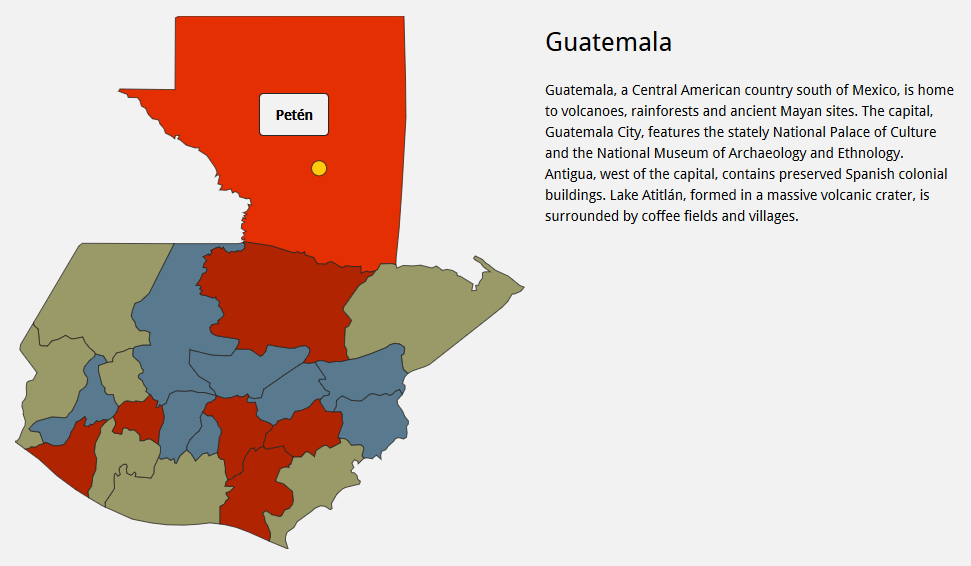 Petén
Guatemala
Guatemala, a Central American country south of Mexico, is home
to volcanoes, rainforests and ancient Mayan sites. The capital,
Guatemala City, features the stately National Palace of Culture
and the National Museum of Archaeology and Ethnology.
Antigua, west of the capital, contains preserved Spanish colonial
buildings. Lake Atitlán, formed in a massive volcanic crater, is
surrounded by coffee fields and villages.